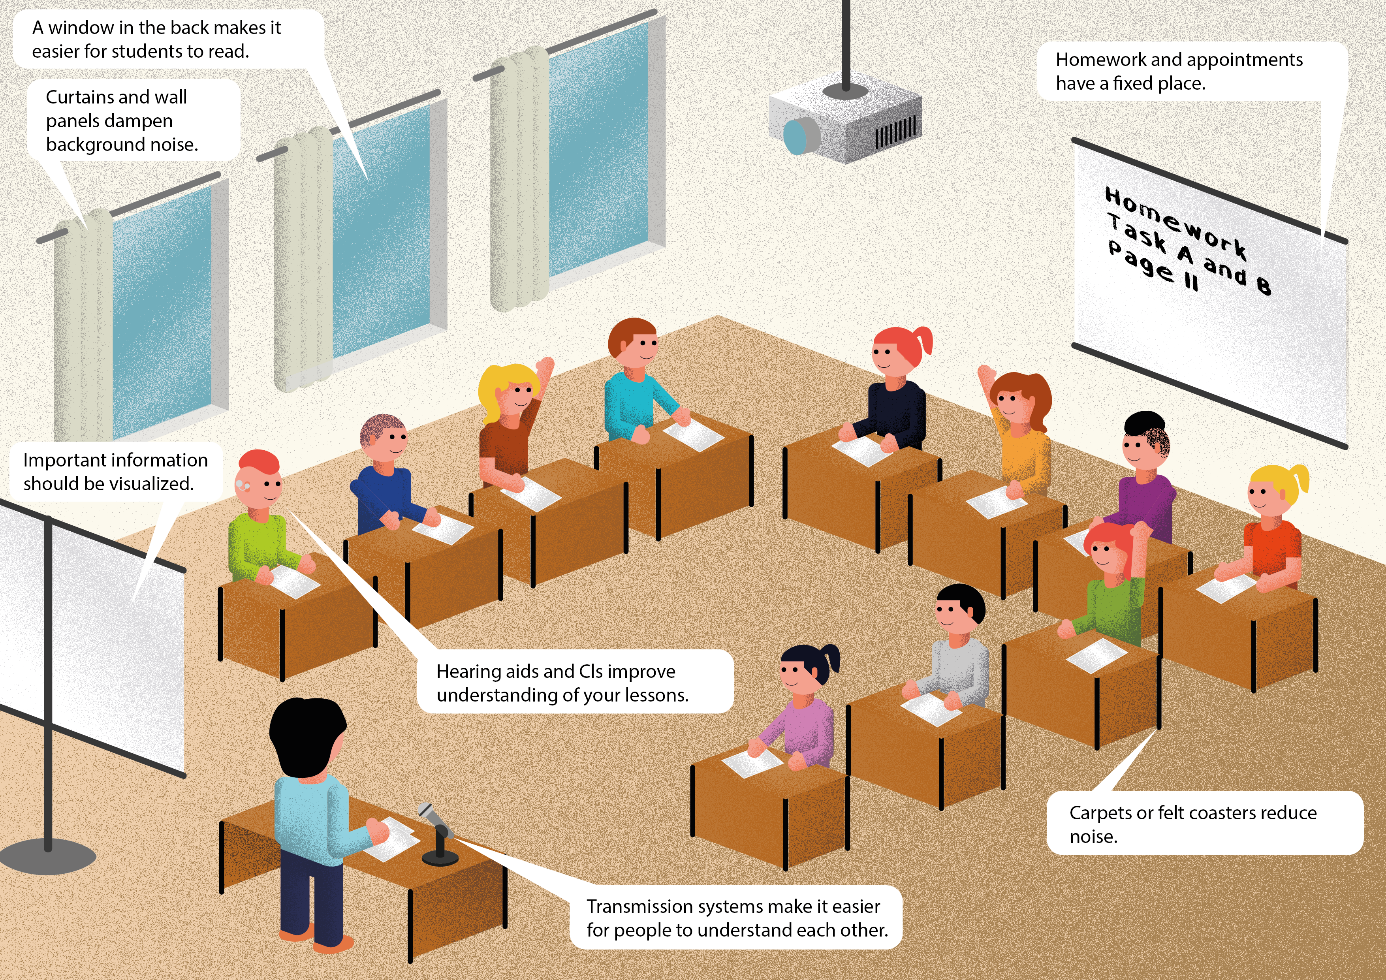 A window in the back makes it
easier for students to read.
Curtains and wall
panels dampen
background noise.
Homework and appointments
have a fixed place.
Homework
Task A and B
Page 11
Important information
should be visualized.
Hearing aids and CIs improve
understanding of your lessons.
Carpets or felt coasters reduce
noise.
Transmission systems make it easier
for people to understand each other.